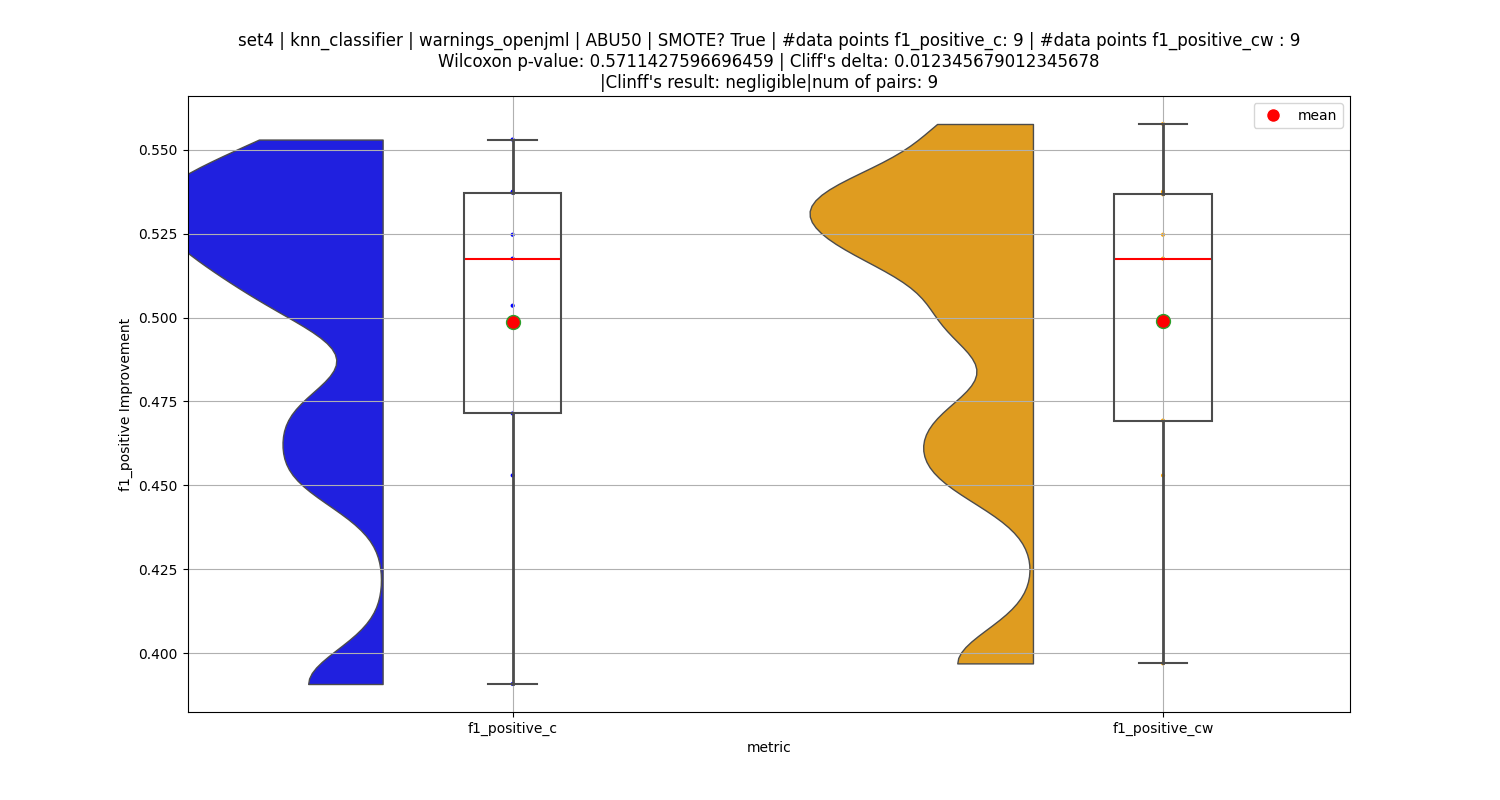 set4 | knn_classifier | warnings_openjml | ABU50 | SMOTE? True | #data points f1_positive_c: 9 | #data points f1_positive_cw : 9
Wilcoxon p-value: 0.5711427596696459 | Cliff's delta: 0.012345679012345678
|Clinff's result: negligible|num of pairs: 9
mean
0.550
0.525
0.500
0.475
0.450
0.425
0.400
f1_positive Improvement
f1_positive_c
f1_positive_cw
metric